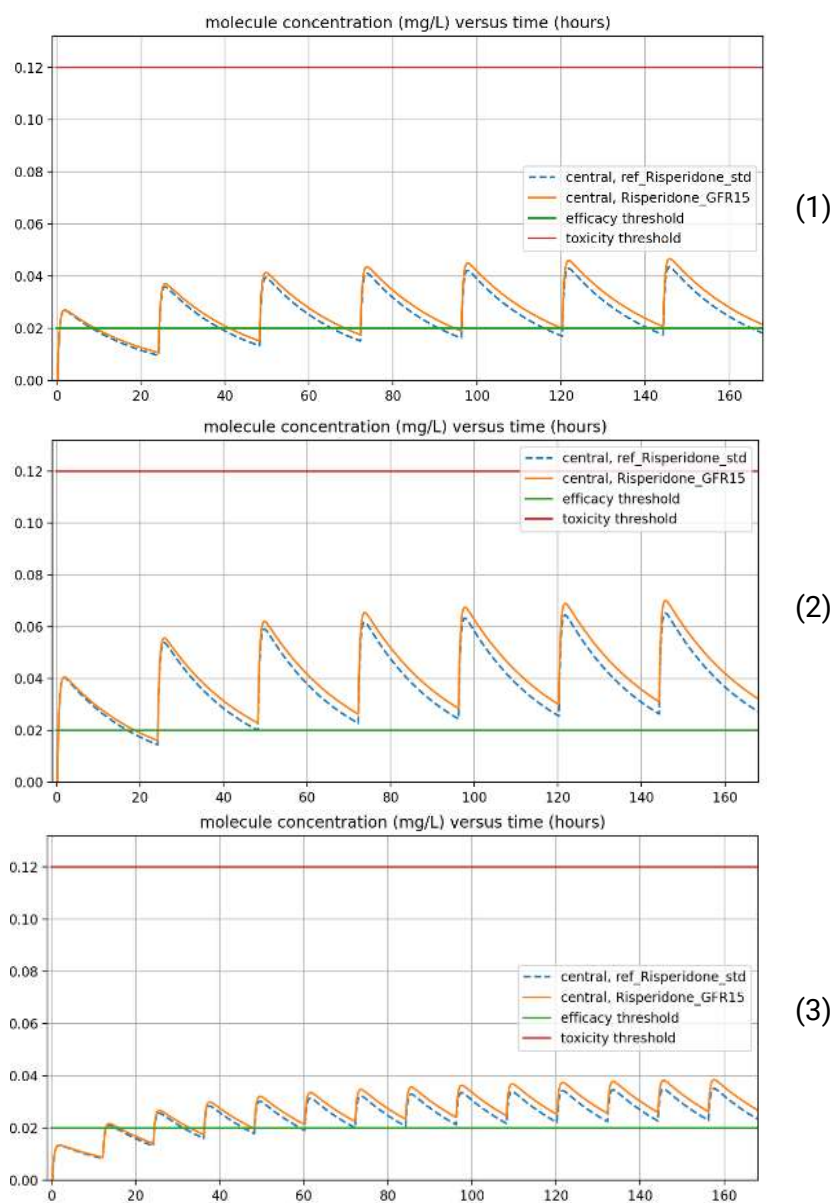 molecule concentration (mg/L) versus time (hours)
0.12
0.10
0.08
0.06
0.04
0.02
0.00
central, ref_Risperidone_std
central, Risperidone_GFR15
efficacy threshold
toxicity threshold
0 20 40 60 80 100 120 140 160
(1)
molecule concentration (mg/L) versus time (hours)
0.12
0.10
0.08
0.06
0.04
0.02
0.00
central, ref_Risperidone_std
central, Risperidone_GFR15
efficacy threshold
toxicity threshold
0 20 40 60 80 100 120 140 160
(2)
molecule concentration (mg/L) versus time (hours)
0.12
0.10
0.08
0.06
0.04
0.02
0.00
central, ref_Risperidone_std
central, Risperidone_GFR15
efficacy threshold
toxicity threshold
0 20 40 60 80 100 120 140 160
(3)